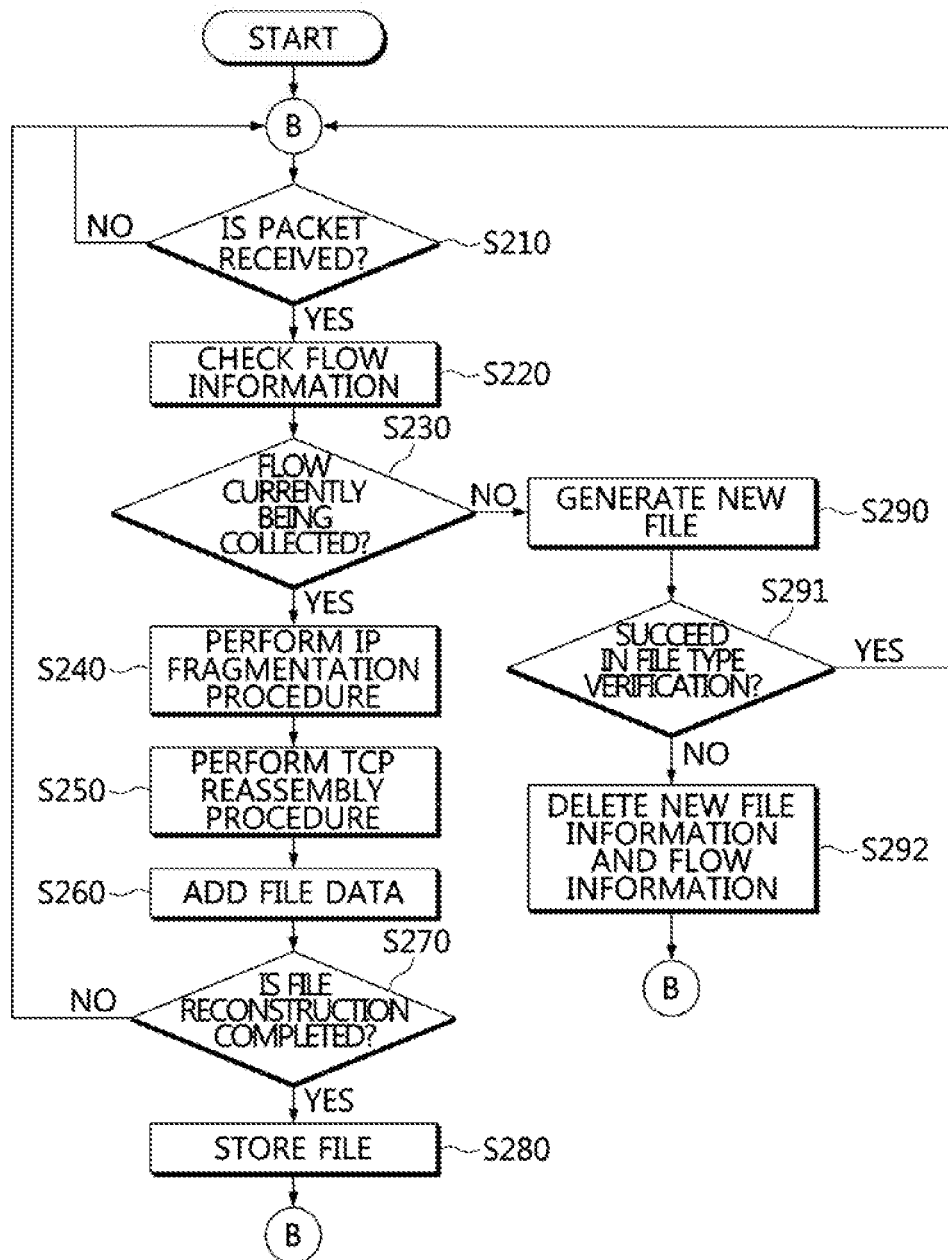 START
B
NO
IS PACKET
RECEIVED?
S210
YES
CHECK FLOW
INFORMATION
S220
S230
FLOW
CURRENTLY
BEING
COLLECTED?
NO
GENERATE NEW
FILE
S290
YES
S291
SUCCEED
IN FILE TYPE
VERIFICATION?
YES
S240
PERFORM IP
FRAGMENTATION
PROCEDURE
NO
S250
PERFORM TCP
REASSEMBLY
PROCEDURE
DELETE NEW FILE
INFORMATION
AND FLOW
INFORMATION
S292
S260
ADD FILE DATA
B
S270
NO
IS FILE
RECONSTRUCTION
COMPLETED?
YES
STORE FILE
S280
B